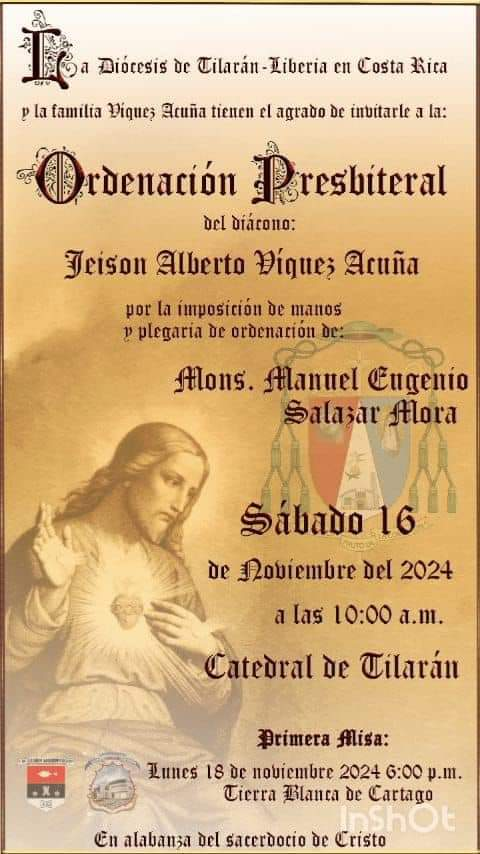 La Diócesis de Tilarán-Liberia en Costa Rica
y la familia Víquez Acuña tienen el agrado de invitarle a la:
Ordenación Presbiteral
del diácono:
Jeison Alberto Víquez Acuña
por la imposición de manos
y plegaria de ordenación de:
Mons. Manuel Eugenio
Salazar Mora
Sábado 16
de Noviembre del 2024
a las 10:00 a.m.
Catedral de Tilarán
Primera Misa:
Lunes 18 de noviembre 2024 6:00 p.m.
Tierra Blanca de Cartago
InShOt
En alabanza del sacerdocio de Cristo